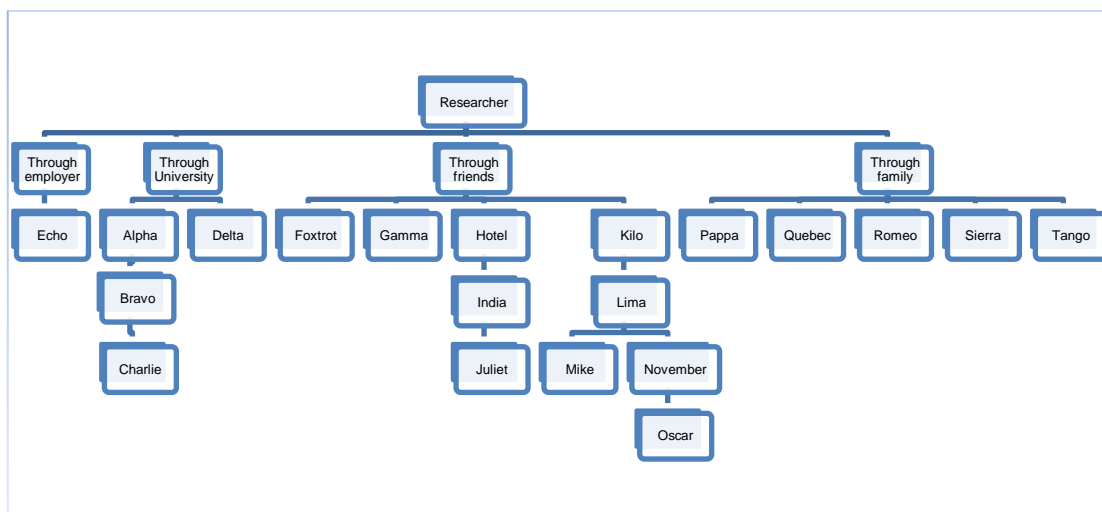 Researcher
Through
employer
Through
University
Through
friends
Through
family
Echo
Alpha
Delta
Foxtrot
Gamma
Hotel
Kilo
Pappa
Quebec
Romeo
Sierra
Tango
Bravo
India
Lima
Charlie
Juliet
Mike
November
Oscar